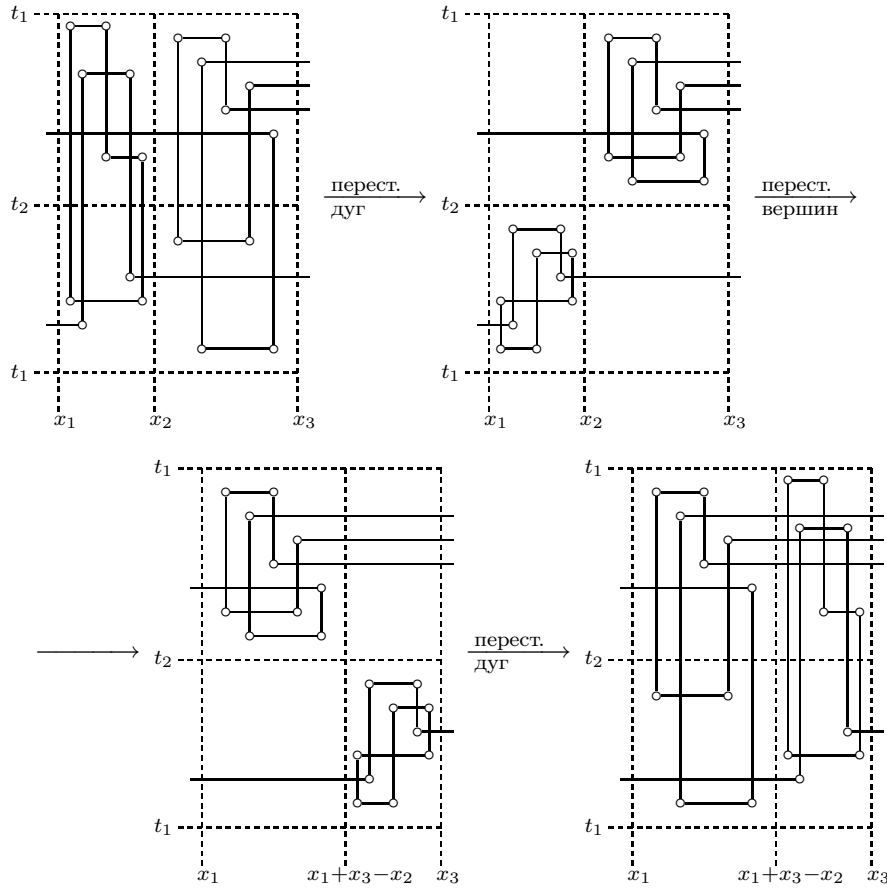 t₁ t₁
перест. перест.
t₂ дуг t₂ вершин
t₁ t₁
x₁ x₂ x₃ x₁ x₂ x₃
t₁ t₁
перест.
t₂ дуг t₂
t₁ t₁
x₁ x₁+x₃−x₂ x₃ x₁ x₁+x₃−x₂ x₃